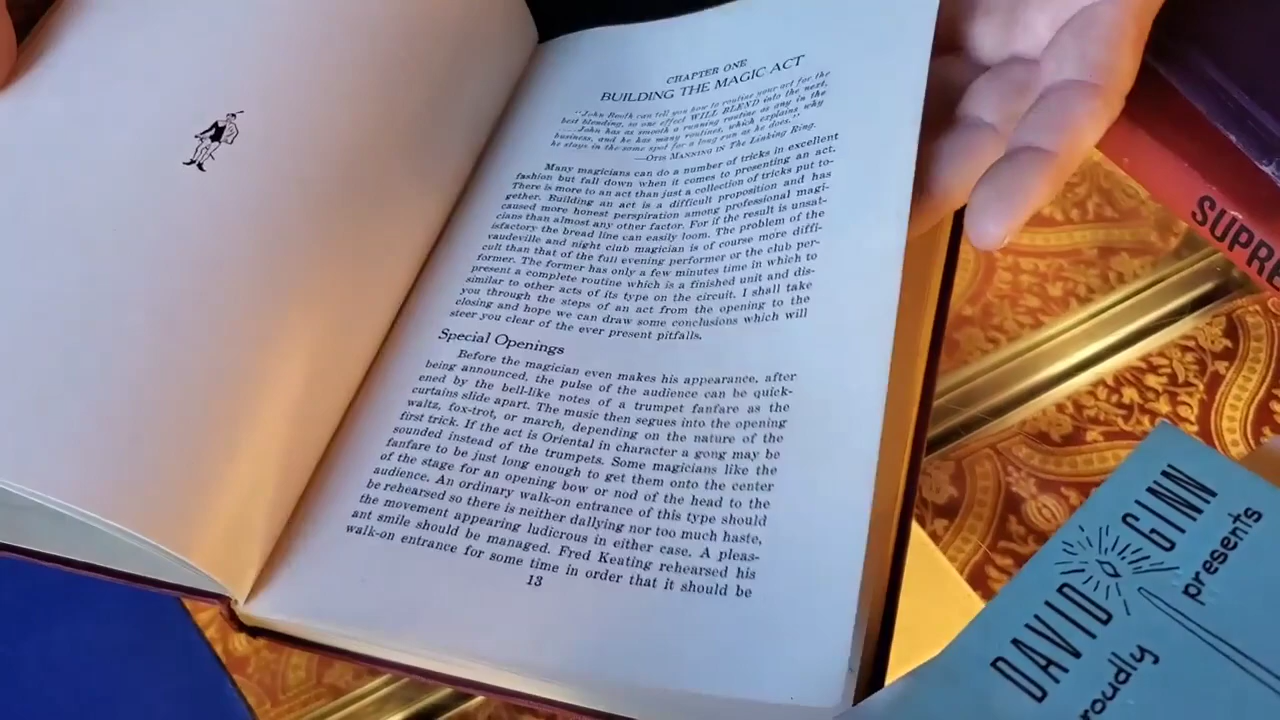 CHAPTER ONE
BUILDING THE MAGIC ACT
"John Booth can tell you how to routine your act for the
best blending, so one effect WILL BLEND into the next,
....John has as smooth a running routine as any in the
business, and he has many routines, which explains why
he stays in the same spot for a long run as he does."
—OTIS MANNING IN The Linking Ring.
Many magicians can do a number of tricks in excellent
fashion but fall down when it comes to presenting an act.
There is more to an act than just a collection of tricks put to-
gether. Building an act is a difficult proposition and has
caused more honest perspiration among professional magi-
cians than almost any other factor. For if the result is unsat-
isfactory the bread line can easily loom. The problem of the
vaudeville and night club magician is of course more diffi-
cult than that of the full evening performer or the club per-
former. The former has only a few minutes time in which to
present a complete routine which is a finished unit and dis-
similar to other acts of its type on the circuit. I shall take
you through the steps of an act from the opening to the
closing and hope we can draw some conclusions which will
steer you clear of the ever present pitfalls.
Special Openings
Before the magician even makes his appearance, after
being announced, the pulse of the audience can be quick-
ened by the bell-like notes of a trumpet fanfare as the
curtains slide apart. The music then segues into the opening
waltz, fox-trot, or march, depending on the nature of the
first trick. If the act is Oriental in character a gong may be
sounded instead of the trumpets. Some magicians like the
fanfare to be just long enough to get them onto the center
of the stage for an opening bow or nod of the head to the
audience. An ordinary walk-on entrance of this type should
be rehearsed so there is neither dallying nor too much haste,
the movement appearing ludicrous in either case. A pleas-
ant smile should be managed. Fred Keating rehearsed his
walk-on entrance for some time in order that it should be
13
SUPRE
DAVID GINN
roudly presents